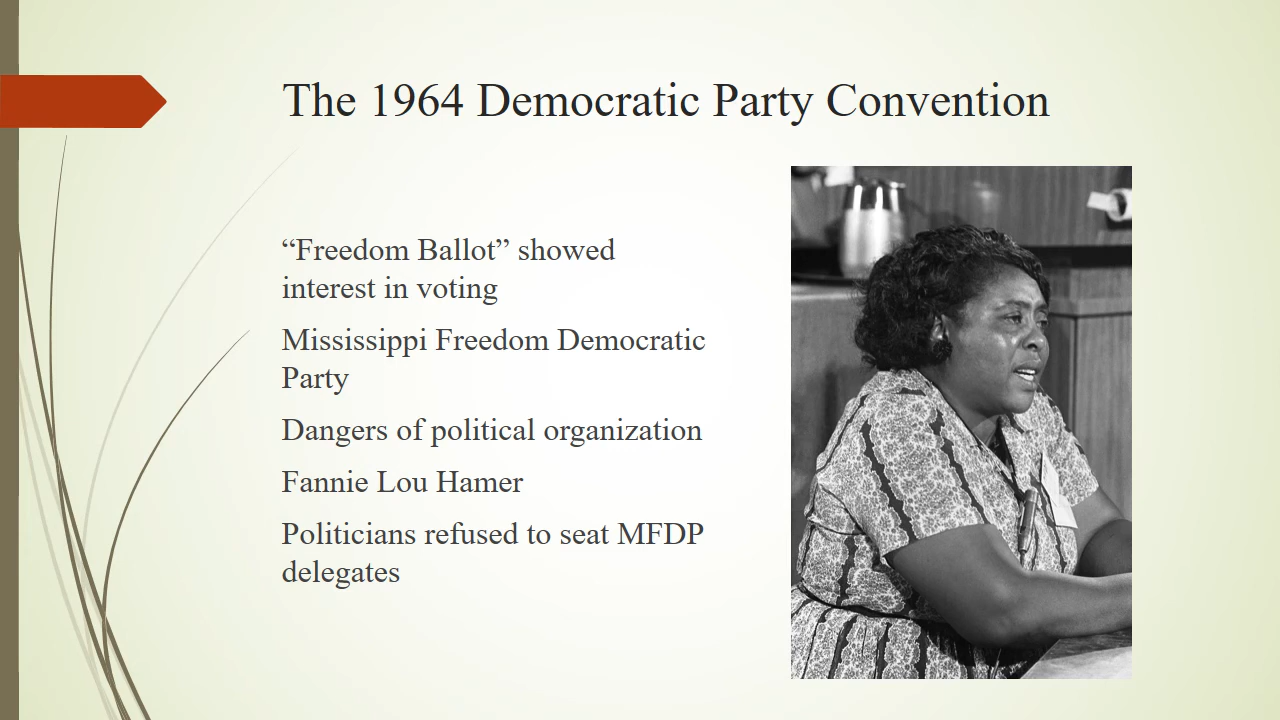 The 1964 Democratic Party Convention
“Freedom Ballot” showed
interest in voting
Mississippi Freedom Democratic
Party
Dangers of political organization
Fannie Lou Hamer
Politicians refused to seat MFDP
delegates